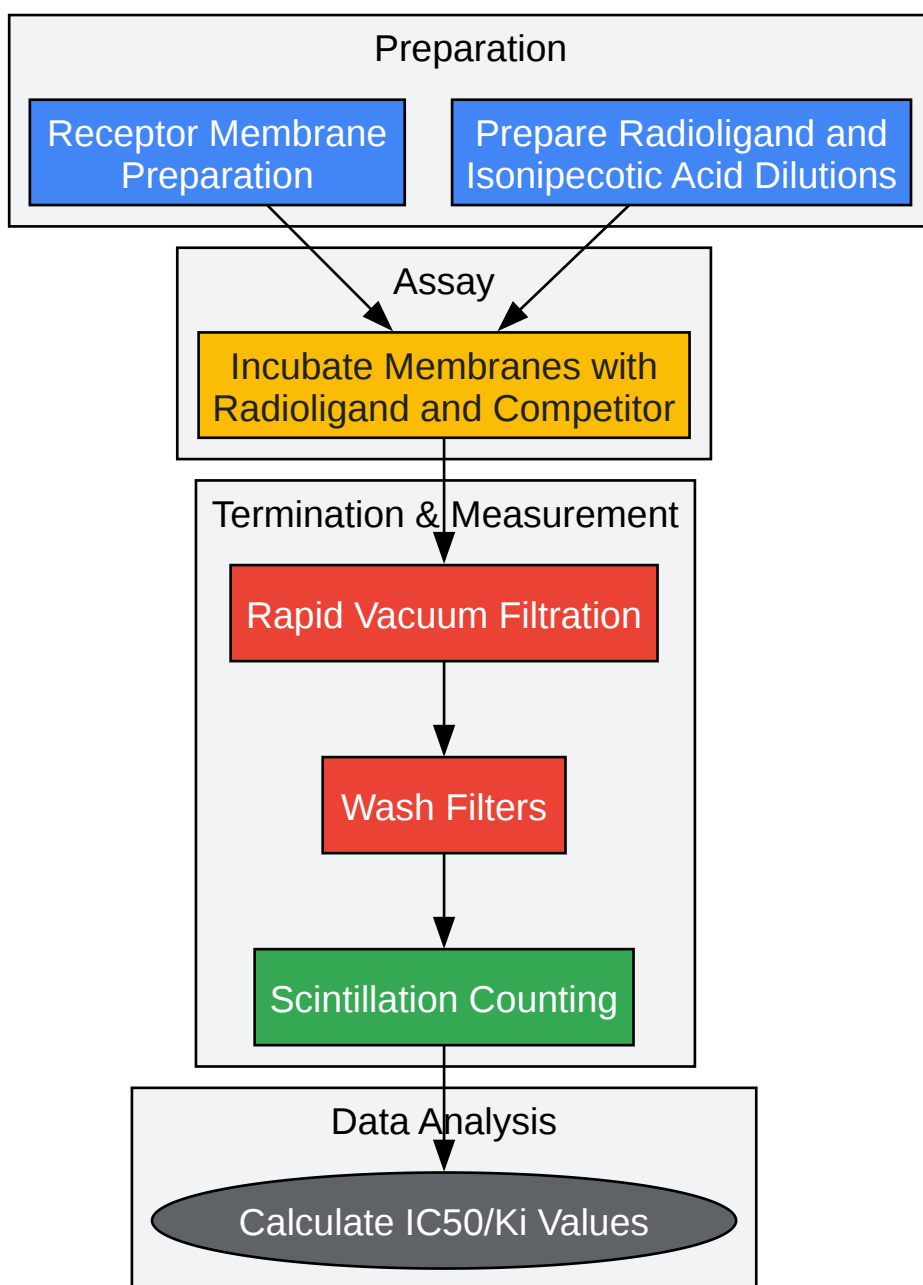 Preparation
Receptor Membrane
Preparation
Prepare Radioligand and
Isonipecotic Acid Dilutions
Assay
Incubate Membranes with
Radioligand and Competitor
Termination & Measurement
Rapid Vacuum Filtration
Wash Filters
Scintillation Counting
Data Analysis
Calculate IC50/Ki Values